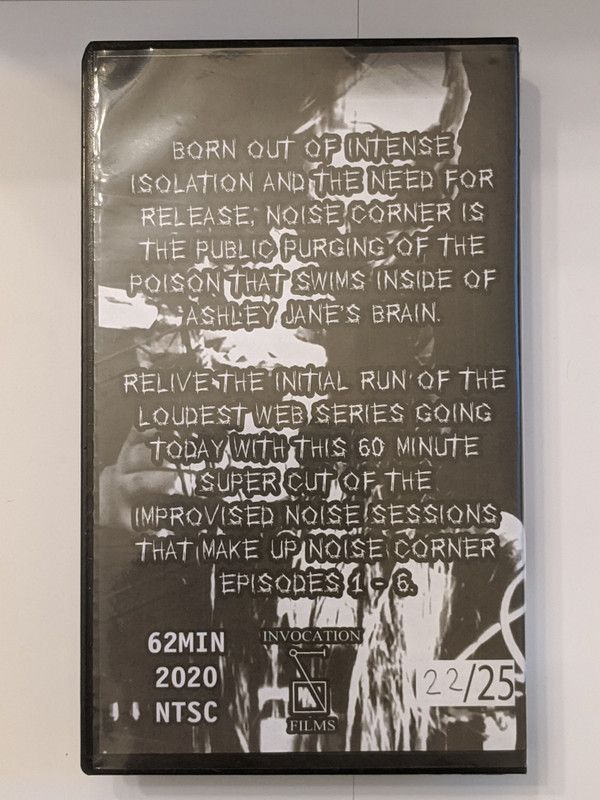 BORN OUT OF INTENSE
ISOLATION AND THE NEED FOR
RELEASE, NOISE CORNER IS
THE PUBLIC PURGING OF THE
POISON THAT SWIMS INSIDE OF
ASHLEY JANE'S BRAIN.
RELIVE THE INITIAL RUN OF THE
LOUDEST WEB SERIES GOING
TODAY WITH THIS 60 MINUTE
SUPER CUT OF THE
IMPROVISED NOISE SESSIONS
THAT MAKE UP NOISE CORNER
EPISODES 1 - 6.
62MIN
2020
NTSC
INVOCATION
FILMS
22/25